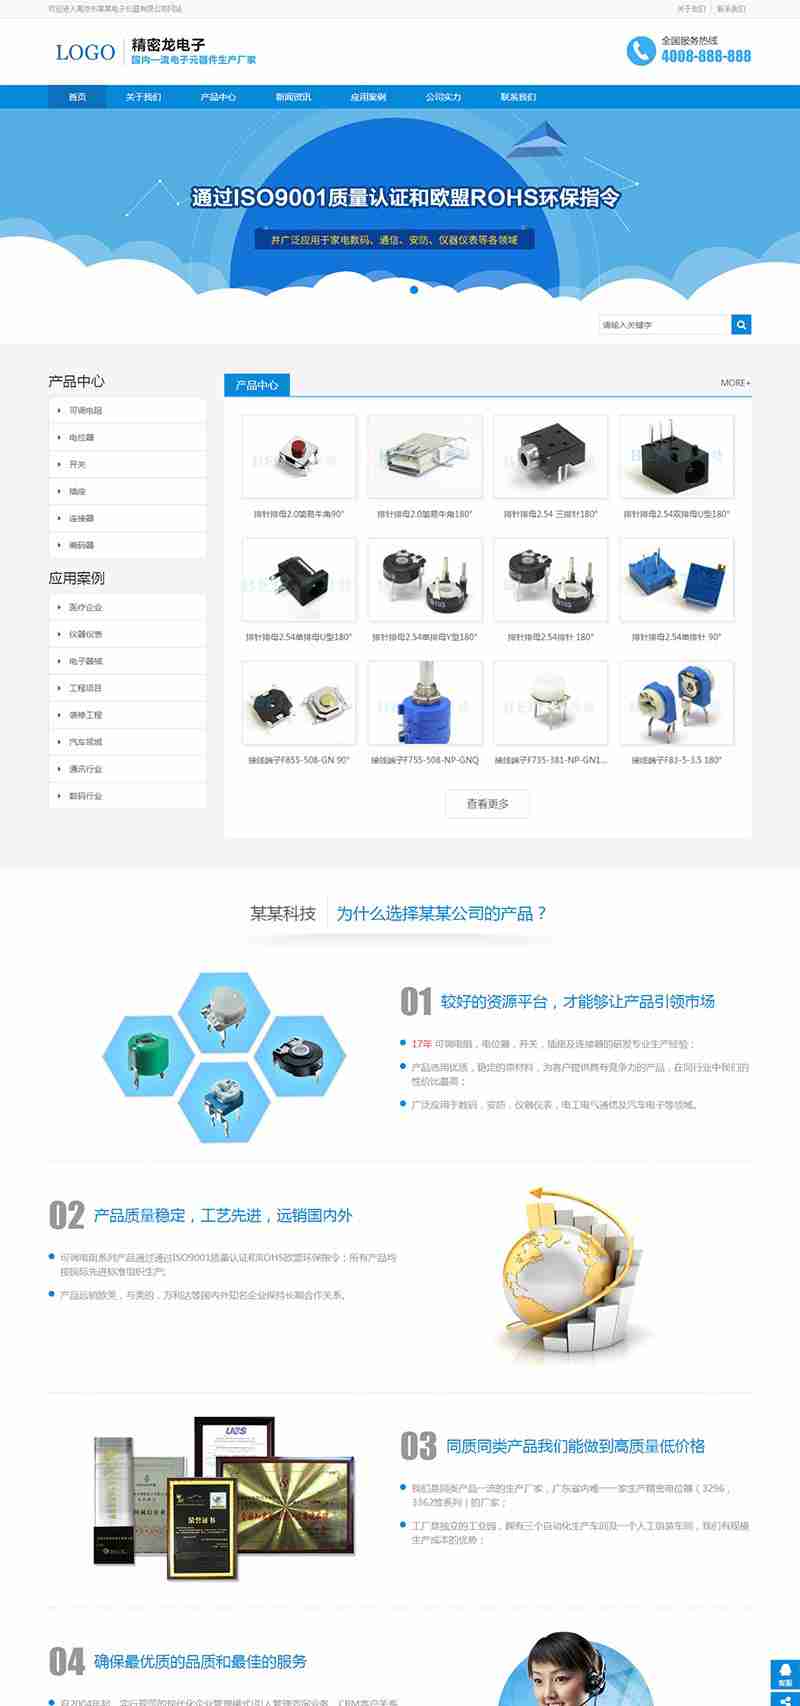 关于我们 | 联系我们
LOGO
精密龙电子
国内一流电子元器件生产厂家
全国服务热线
4008-888-888
首页 关于我们 产品中心 新闻资讯 应用案例 公司实力 联系我们
通过ISO9001质量认证和欧盟ROHS环保指令
并广泛应用于家电数码、通信、安防、仪器仪表等各领域
请输入关键字
产品中心
可调电阻
电位器
开关
插座
连接器
编码器
应用案例
医疗企业
仪器仪表
电子器械
工程项目
装修工程
汽车领域
通讯行业
数码行业
产品中心 MORE+
排针排母2.0简易牛角90° 排针排母2.0简易牛角180° 排针排母2.54 三排针180° 排针排母2.54双排母U型180°
排针排母2.54单排母U型180° 排针排母2.54单排母Y型180° 排针排母2.54排针 180° 排针排母2.54单排针 90°
接线端子F855-508-GN 90° 接线端子F755-508-NP-GNQ 接线端子F735-381-NP-GN1... 接线端子F8J-5-3.5 180°
查看更多
某某科技 为什么选择某某公司的产品？
01 较好的资源平台，才能够让产品引领市场
17年 可调电阻，电位器，开关，插座及连接器的研发专业生产经验；
产品选用优质，稳定的原材料，为客户提供具有竞争力的产品，在同行业中我们的
性价比最高；
广泛应用于数码，安防，仪器仪表，电工电气通信及汽车电子等领域。
02 产品质量稳定，工艺先进，远销国内外
可调电阻系列产品通过通过ISO9001质量认证和ROHS欧盟环保指令；所有产品均
按国际先进标准组织生产。
产品远销欧美，与美的，万利达等国内外知名企业保持长期合作关系。
UCS
荣誉证书
03 同质同类产品我们能做到高质量低价格
我们是同类产品一流的生产厂家，广东省内唯一一家生产精密电位器（3296，
3362性系列）的厂家；
工厂是独立的工业园，拥有三个自动化生产车间及一个人工组装车间，我们有规模
生产成本的优势；
04 确保最优质的品质和最佳的服务
客服